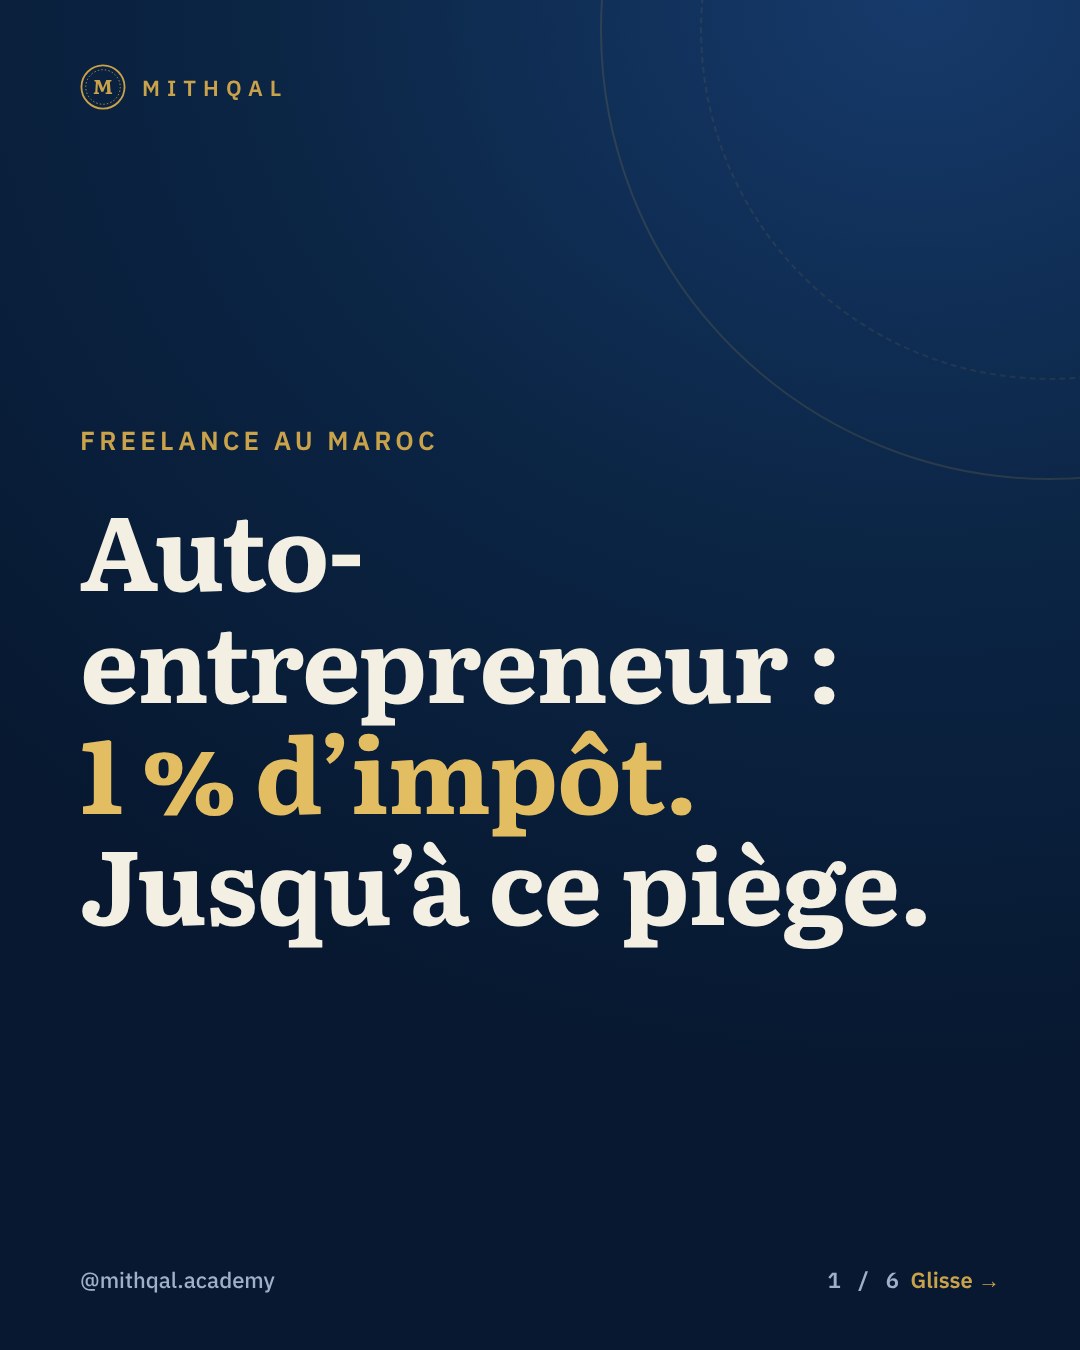 M MITHQAL
FREELANCE AU MAROC
Auto-
entrepreneur :
1 % d’impôt.
Jusqu’à ce piège.
@mithqal.academy
1 / 6 Glisse →